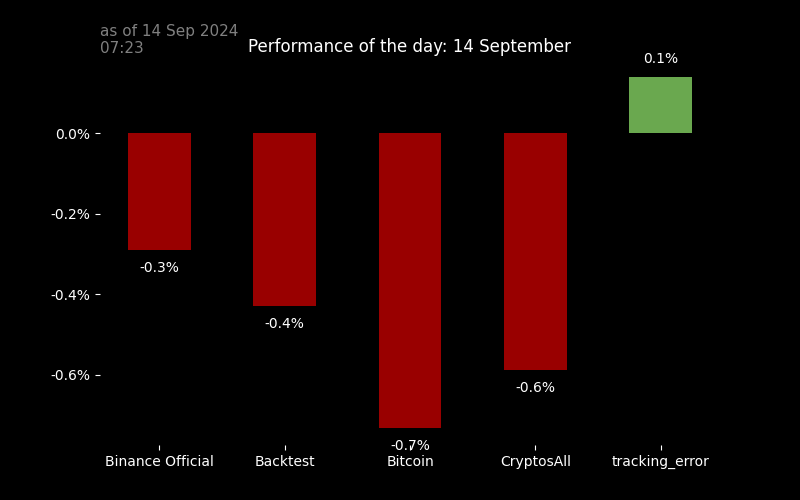 as of 14 Sep 2024
07:23
Performance of the day: 14 September
0.1%
0.0%
-0.2%
-0.3%
-0.4%
-0.4%
-0.6%
-0.6%
-0.7%
Binance Official
Backtest
Bitcoin
CryptosAll
tracking_error